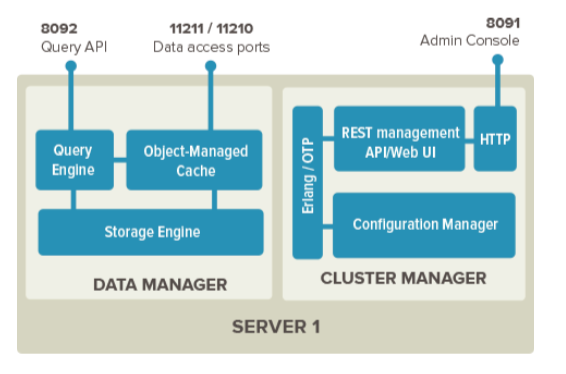 8092
Query API
11211 / 11210
Data access ports
8091
Admin Console
Query
Engine
Object-Managed
Cache
Storage Engine
DATA MANAGER
Erlang / OTP
REST management
API/Web UI
HTTP
Configuration Manager
CLUSTER MANAGER
SERVER 1